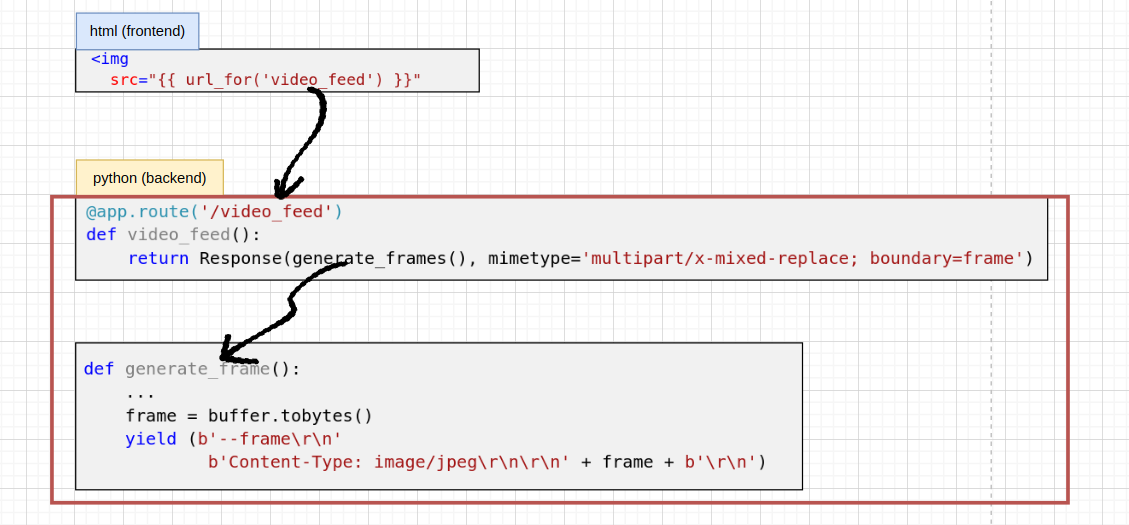 html (frontend)
<img
src="{{ url_for('video_feed') }}"
python (backend)
@app.route('/video_feed')
def video_feed():
return Response(generate_frames(), mimetype='multipart/x-mixed-replace; boundary=frame')
def generate_frame():
...
frame = buffer.tobytes()
yield (b'--frame\r\n'
b'Content-Type: image/jpeg\r\n\r\n' + frame + b'\r\n')